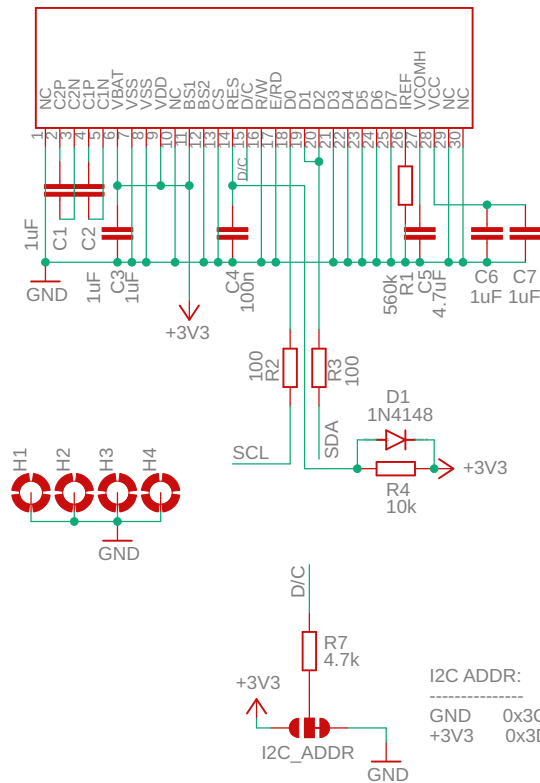 NC
C2P
C2N
C1P
C1N
VBAT
VSS
VSS
VDD
NC
BS1
BS2
CS
RES
D/C
R/W
E/RD
D0
D1
D2
D3
D4
D5
D6
D7
IREF
VCOMH
VCC
NC
NC
1
2
3
4
5
6
7
8
9
10
11
12
13
14
15
16
17
18
19
20
21
22
23
24
25
26
27
28
29
30
D/C
1uF
C1
C2
1uF
C3
1uF
C4
100n
560k
R1
C5
4.7uF
C6
1uF
C7
1uF
GND
+3V3
100
R2
R3
100
D1
1N4148
SCL
SDA
+3V3
R4
10k
H1
H2
H3
H4
GND
D/C
R7
4.7k
+3V3
I2C_ADDR
GND
I2C ADDR:
---------------
GND 0x3C
+3V3 0x3D